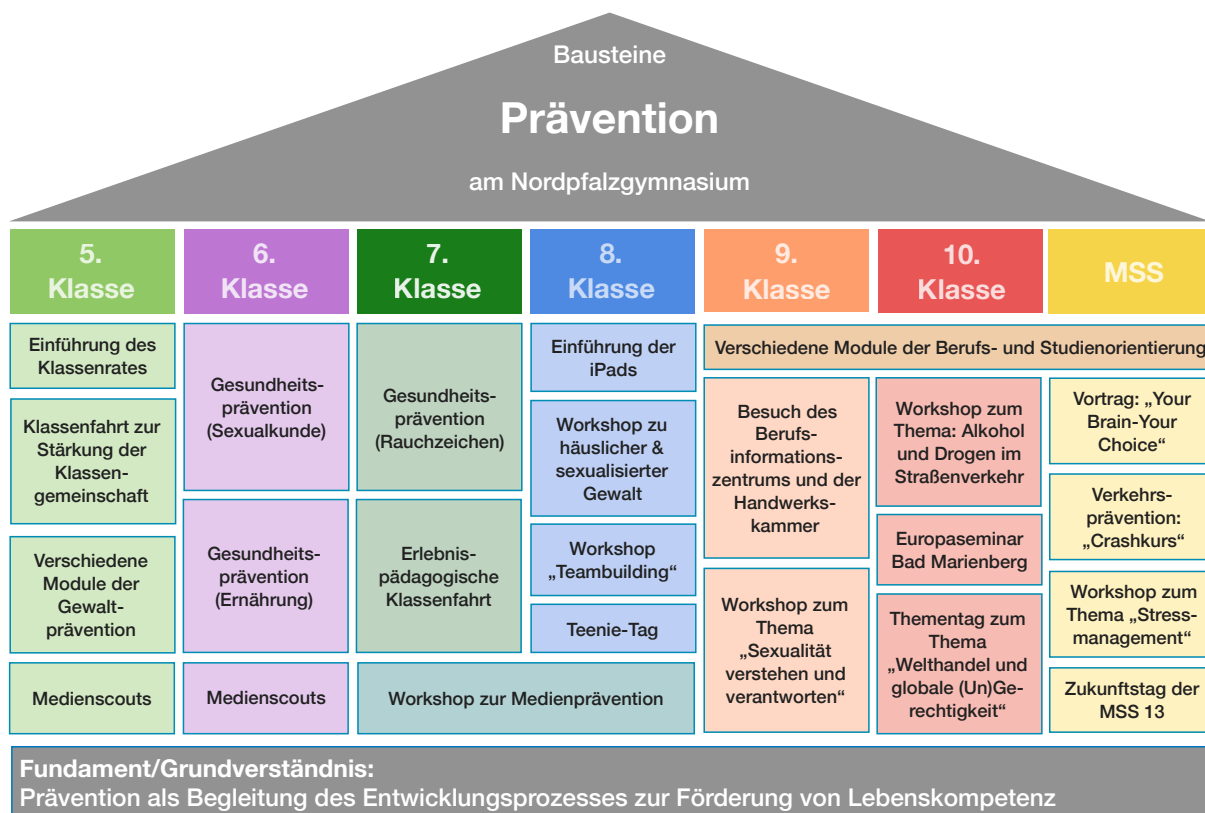 Bausteine
Prävention
am Nordpfalzgymnasium
5.
Klasse
6.
Klasse
7.
Klasse
8.
Klasse
9.
Klasse
10.
Klasse
MSS
Einführung des
Klassenrates
Klassenfahrt zur
Stärkung der
Klassen-
gemeinschaft
Verschiedene
Module der
Gewalt-
prävention
Medienscouts
Gesundheits-
prävention
(Sexualkunde)
Gesundheits-
prävention
(Ernährung)
Medienscouts
Gesundheits-
prävention
(Rauchzeichen)
Erlebnis-
pädagogische
Klassenfahrt
Workshop zur Medienprävention
Einführung der
iPads
Workshop zu
häuslicher &
sexualisierter
Gewalt
Workshop
„Teambuilding“
Teenie-Tag
Verschiedene Module der Berufs- und Studienorientierung
Besuch des
Berufs-
informations-
zentrums und der
Handwerks-
kammer
Workshop zum
Thema
„Sexualität
verstehen und
verantworten“
Workshop zum
Thema: Alkohol
und Drogen im
Straßenverkehr
Europaseminar
Bad Marienberg
Thementag zum
Thema
„Welthandel und
globale (Un)Ge-
rechtigkeit“
Vortrag: „Your
Brain-Your
Choice“
Verkehrs-
prävention:
„Crashkurs“
Workshop zum
Thema „Stress-
management“
Zukunftstag der
MSS 13
Fundament/Grundverständnis:
Prävention als Begleitung des Entwicklungsprozesses zur Förderung von Lebenskompetenz